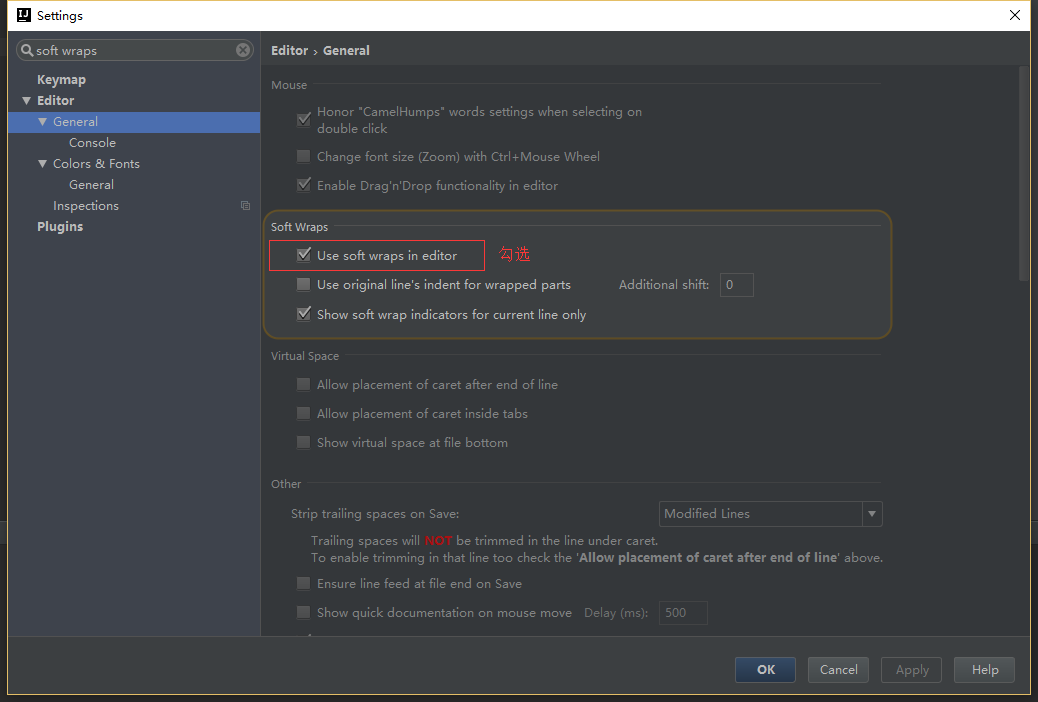 Settings
soft wraps
Keymap
Editor
General
Console
Colors & Fonts
General
Inspections
Plugins
Editor › General
Mouse
Honor "CamelHumps" words settings when selecting on
double click
Change font size (Zoom) with Ctrl+Mouse Wheel
Enable Drag'n'Drop functionality in editor
Soft Wraps
Use soft wraps in editor 勾选
Use original line's indent for wrapped parts Additional shift: 0
Show soft wrap indicators for current line only
Virtual Space
Allow placement of caret after end of line
Allow placement of caret inside tabs
Show virtual space at file bottom
Other
Strip trailing spaces on Save: Modified Lines
Trailing spaces will NOT be trimmed in the line under caret.
To enable trimming in that line too check the 'Allow placement of caret after end of line' above.
Ensure line feed at file end on Save
Show quick documentation on mouse move Delay (ms): 500
OK Cancel Apply Help